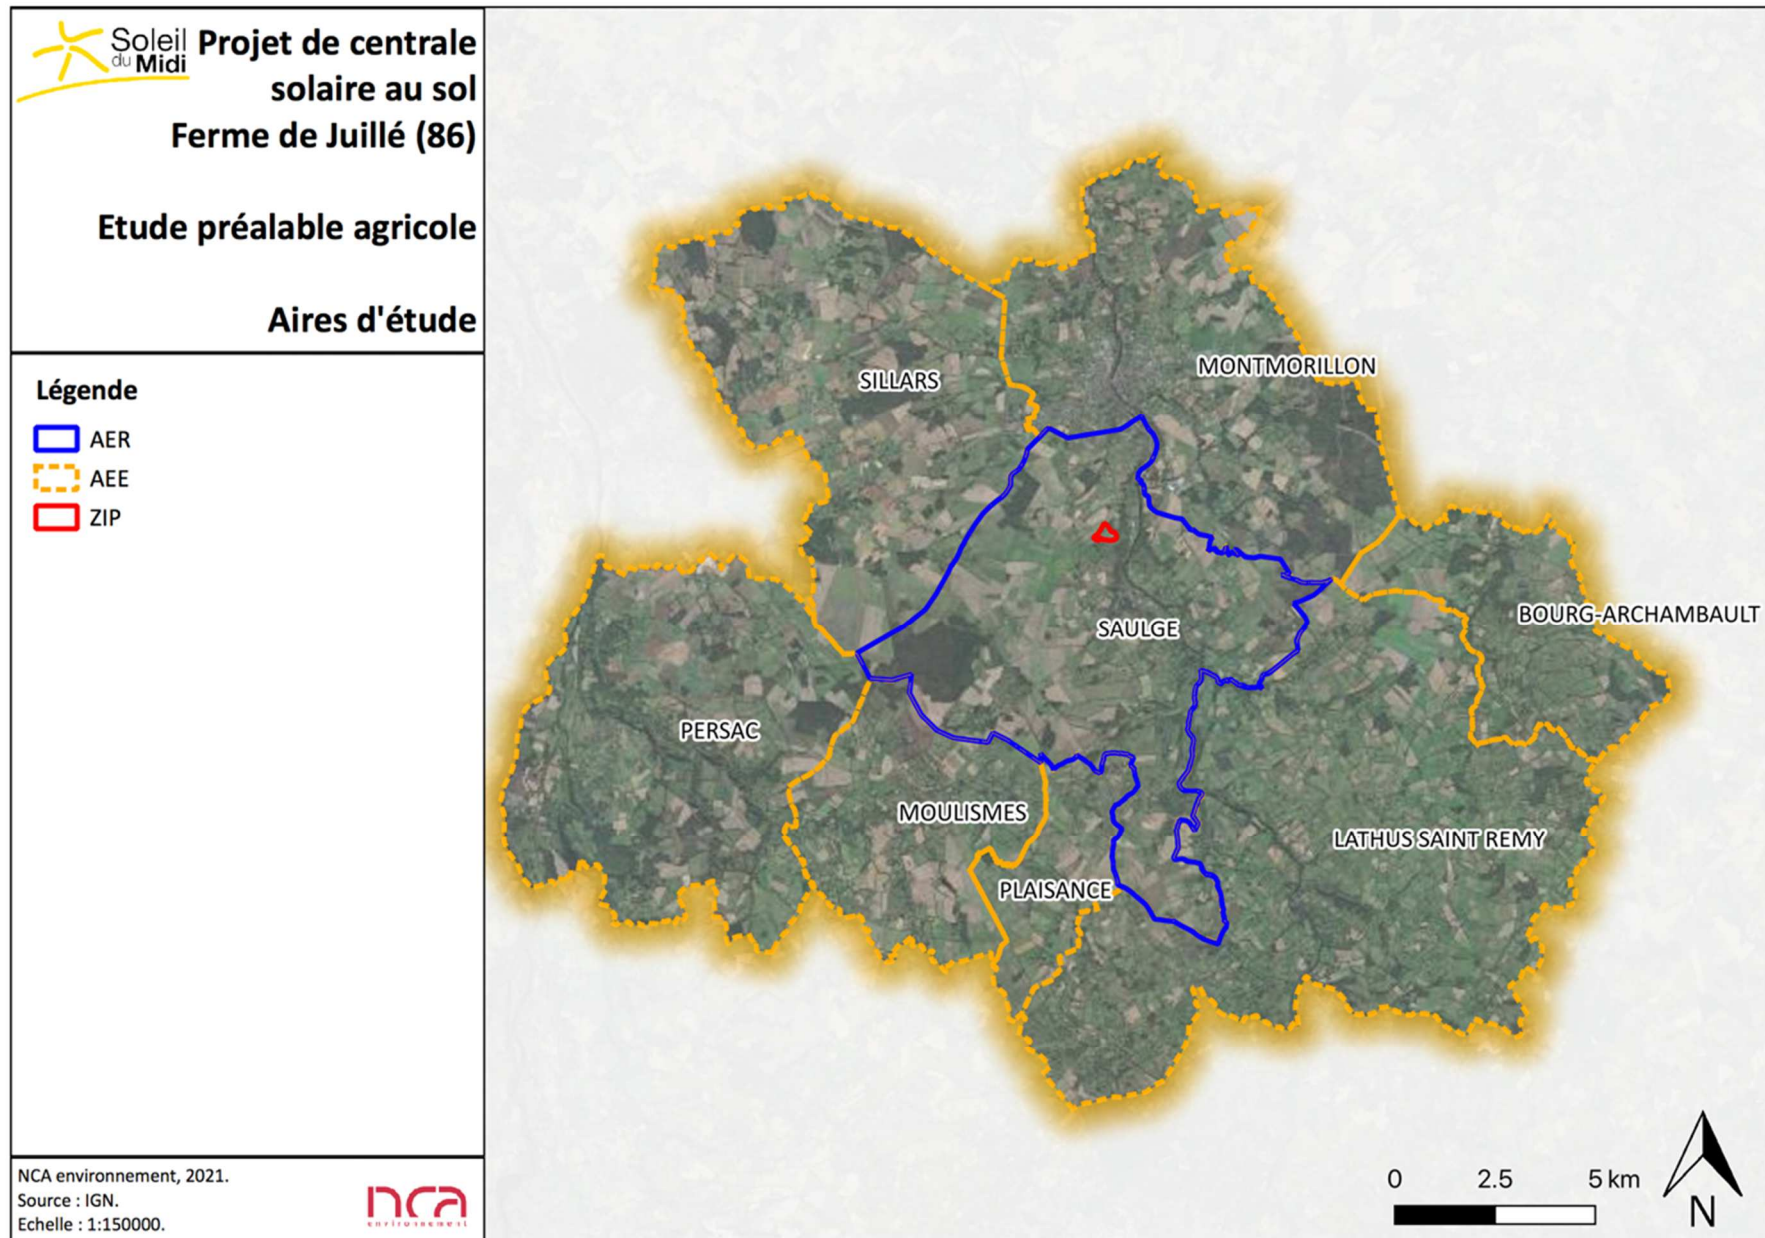 Soleil
du Midi
Projet de centrale
solaire au sol
Ferme de Juillé (86)
Etude préalable agricole
Aires d'étude
Légende
AER
AEE
ZIP
NCA environnement, 2021.
Source : IGN.
Echelle : 1:150000.
nca
environnement
SILLARS
MONTMORILLON
SAULGE
BOURG-ARCHAMBAULT
PERSAC
MOULISMES
LATHUS SAINT REMY
PLAISANCE
0 2.5 5 km
N